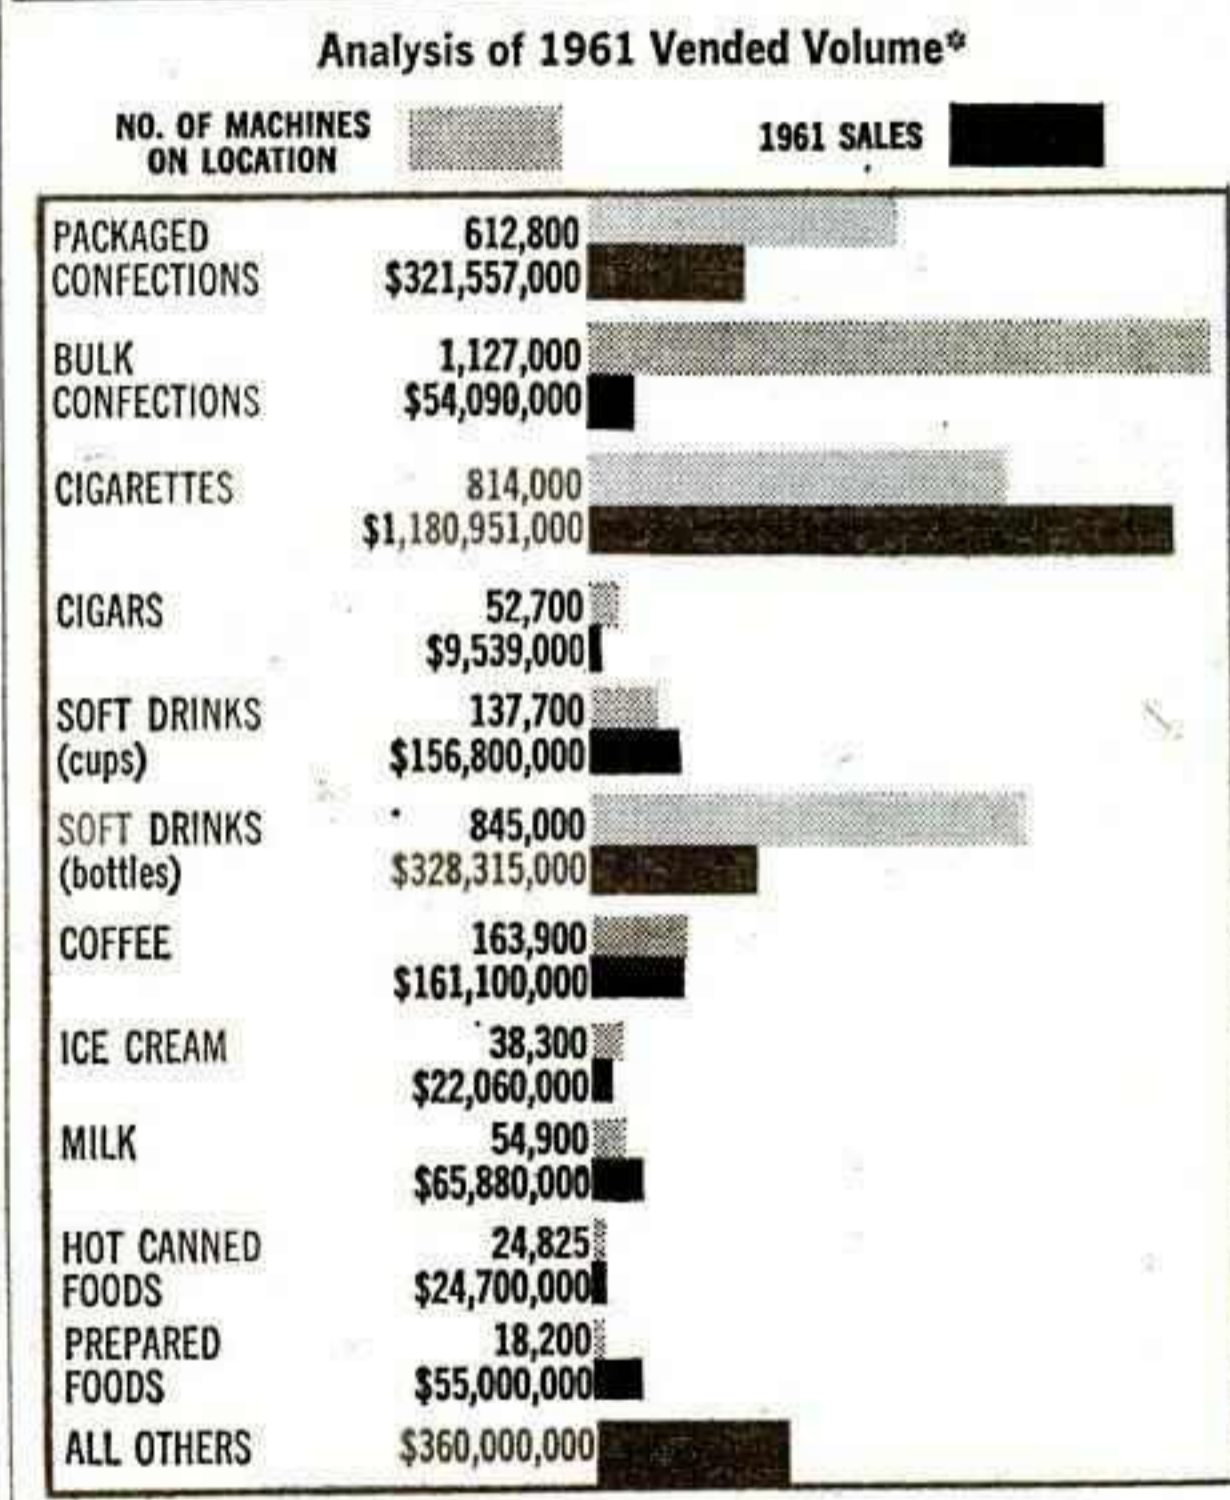 Analysis of 1961 Vended Volume*
NO. OF MACHINES
ON LOCATION
1961 SALES
PACKAGED 612,800
CONFECTIONS $321,557,000
BULK 1,127,000
CONFECTIONS $54,090,000
CIGARETTES 814,000
$1,180,951,000
CIGARS 52,700
$9,539,000
SOFT DRINKS 137,700
(cups) $156,800,000
SOFT DRINKS 845,000
(bottles) $328,315,000
COFFEE 163,900
$161,100,000
ICE CREAM 38,300
$22,060,000
MILK 54,900
$65,880,000
HOT CANNED 24,825
FOODS $24,700,000
PREPARED 18,200
FOODS $55,000,000
ALL OTHERS $360,000,000